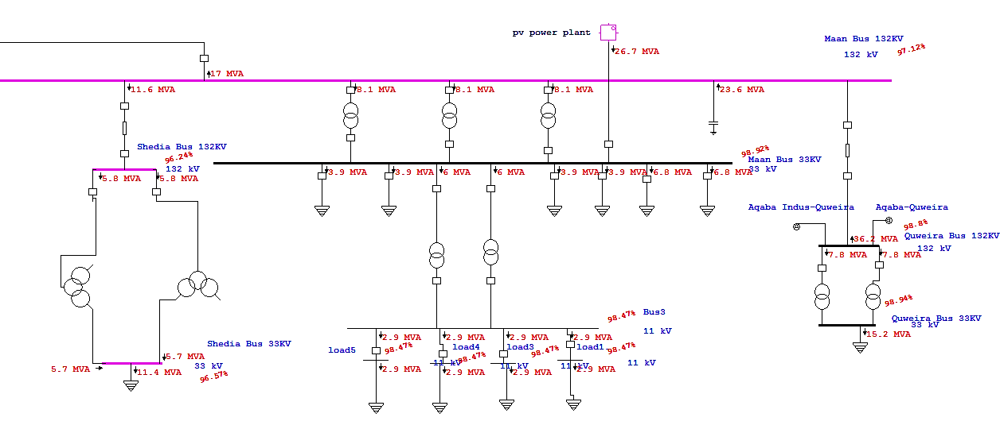 pv power plant
26.7 MVA
Maan Bus 132KV
132 kV
97.12%
17 MVA
11.6 MVA
8.1 MVA
8.1 MVA
8.1 MVA
23.6 MVA
Shedia Bus 132KV
96.24%
132 kV
5.8 MVA
5.8 MVA
98.92%
Maan Bus 33KV
33 kV
3.9 MVA
3.9 MVA
6 MVA
6 MVA
3.9 MVA
3.9 MVA
6.8 MVA
6.8 MVA
Aqaba Indus-Quweira
Aqaba-Quweira
98.8%
36.2 MVA
Quweira Bus 132KV
132 kV
7.8 MVA
7.8 MVA
98.94%
Quweira Bus 33KV
33 kV
15.2 MVA
98.47%
Bus3
11 kV
2.9 MVA
2.9 MVA
2.9 MVA
2.9 MVA
load5
98.47%
load4
98.47%
load3
98.47%
load1
98.47%
11 kV
11 kV
11 kV
11 kV
2.9 MVA
2.9 MVA
2.9 MVA
2.9 MVA
Shedia Bus 33KV
5.7 MVA
33 kV
5.7 MVA
11.4 MVA
96.57%